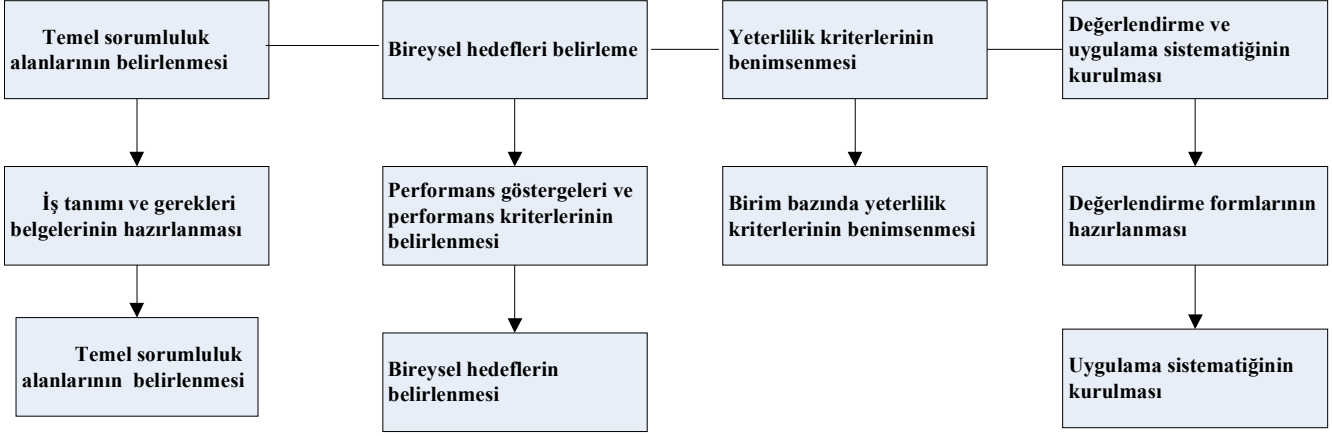 Temel sorumluluk
alanlarının belirlenmesi
Bireysel hedefleri belirleme
Yeterlilik kriterlerinin
benimsenmesi
Değerlendirme ve
uygulama sistematiğinin
kurulması
İş tanımı ve gerekleri
belgelerinin hazırlanması
Performans göstergeleri ve
performans kriterlerinin
belirlenmesi
Birim bazında yeterlilik
kriterlerinin benimsenmesi
Değerlendirme formlarının
hazırlanması
Temel sorumluluk
alanlarının belirlenmesi
Bireysel hedeflerin
belirlenmesi
Uygulama sistematiğinin
kurulması